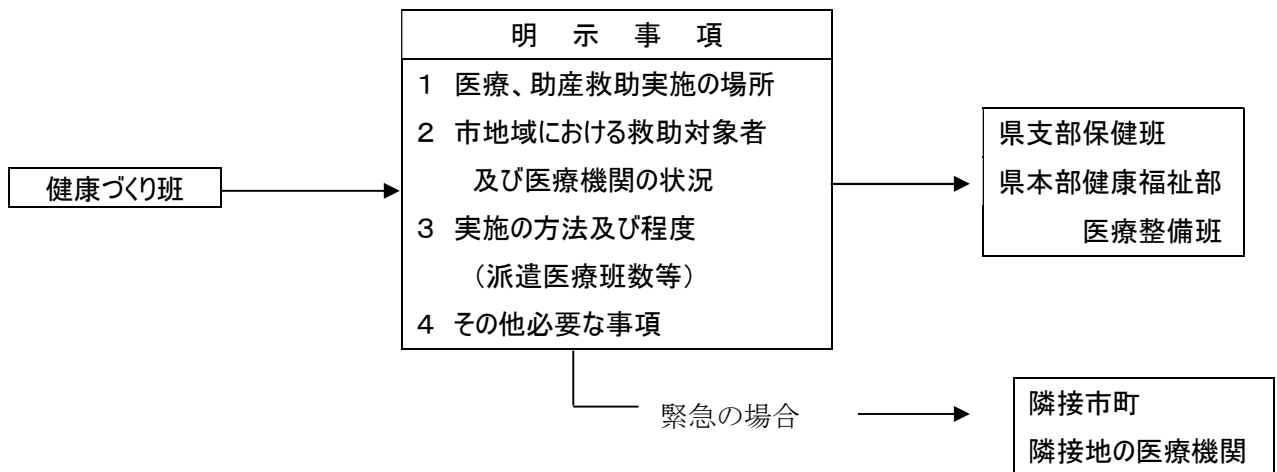 明 示 事 項
1 医療、助産救助実施の場所
2 市地域における救助対象者
及び医療機関の状況
3 実施の方法及び程度
（派遣医療班数等）
4 その他必要な事項
健康づくり班
県支部保健班
県本部健康福祉部
医療整備班
緊急の場合
隣接市町
隣接地の医療機関